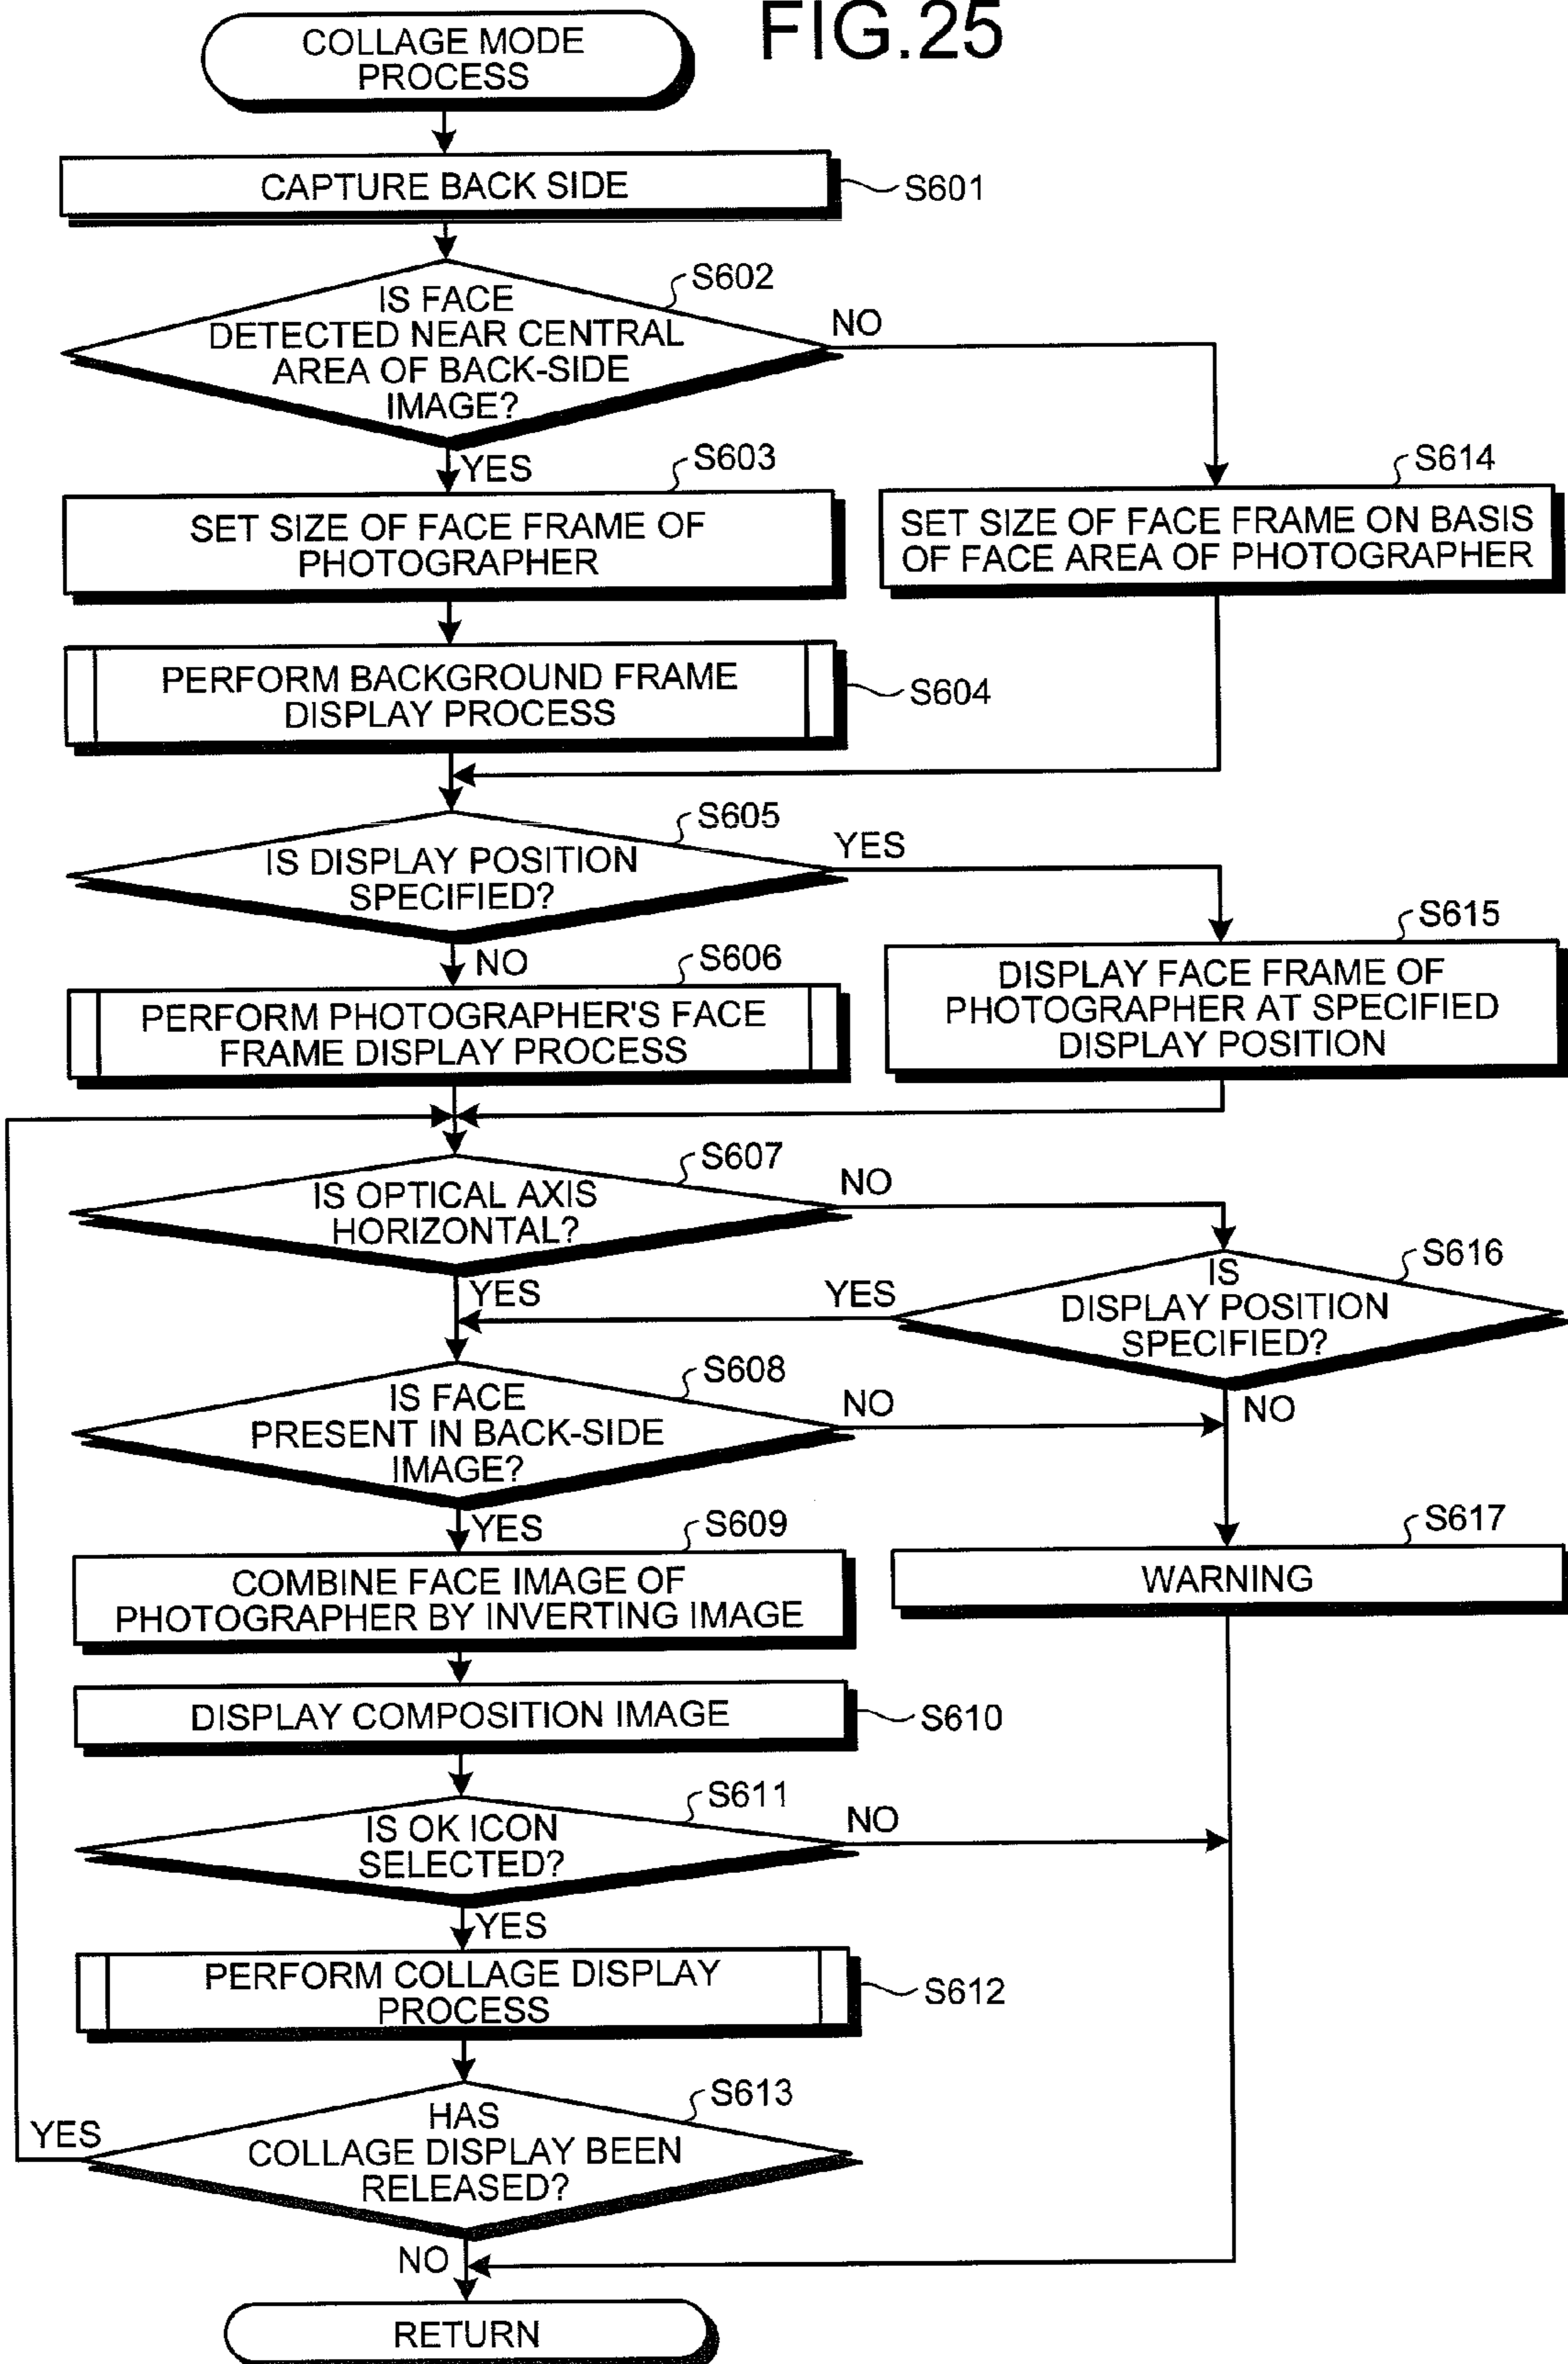 FIG.25
COLLAGE MODE
PROCESS
CAPTURE BACK SIDE
S601
S602
IS FACE
DETECTED NEAR CENTRAL
AREA OF BACK-SIDE
IMAGE?
NO
YES
S603
SET SIZE OF FACE FRAME OF
PHOTOGRAPHER
S614
SET SIZE OF FACE FRAME ON BASIS
OF FACE AREA OF PHOTOGRAPHER
PERFORM BACKGROUND FRAME
DISPLAY PROCESS
S604
S605
IS DISPLAY POSITION
SPECIFIED?
YES
NO
S606
PERFORM PHOTOGRAPHER'S FACE
FRAME DISPLAY PROCESS
S615
DISPLAY FACE FRAME OF
PHOTOGRAPHER AT SPECIFIED
DISPLAY POSITION
S607
IS OPTICAL AXIS
HORIZONTAL?
NO
YES
S616
IS
DISPLAY POSITION
SPECIFIED?
YES
NO
S608
IS FACE
PRESENT IN BACK-SIDE
IMAGE?
NO
YES
S609
COMBINE FACE IMAGE OF
PHOTOGRAPHER BY INVERTING IMAGE
S617
WARNING
DISPLAY COMPOSITION IMAGE
S610
S611
IS OK ICON
SELECTED?
NO
YES
PERFORM COLLAGE DISPLAY
PROCESS
S612
S613
HAS
COLLAGE DISPLAY BEEN
RELEASED?
YES
NO
RETURN